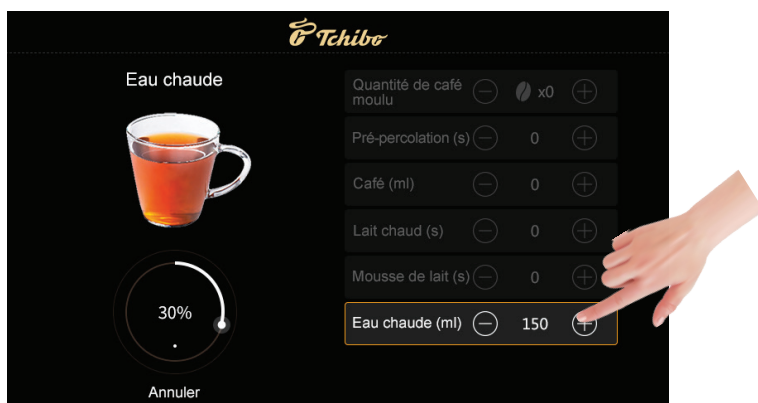 Tchibo
Eau chaude
30%
Annuler
Quantité de café
moulu
x0
Pré-percolation (s)
0
Café (ml)
0
Lait chaud (s)
0
Mousse de lait (s)
0
Eau chaude (ml)
150